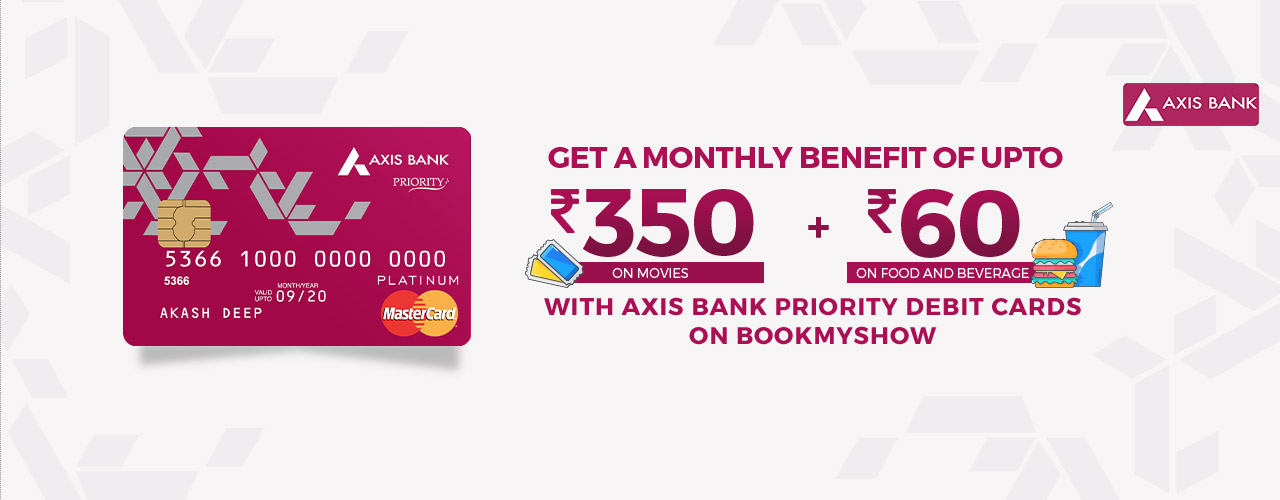 AXIS BANK
AXIS BANK
PRIORITY
5366 1000 0000 0000
5366
PLATINUM
MONTH/YEAR
VALID UPTO 09/20
AKASH DEEP
MasterCard
GET A MONTHLY BENEFIT OF UPTO
₹350 + ₹60
ON MOVIES
ON FOOD AND BEVERAGE
WITH AXIS BANK PRIORITY DEBIT CARDS
ON BOOKMYSHOW